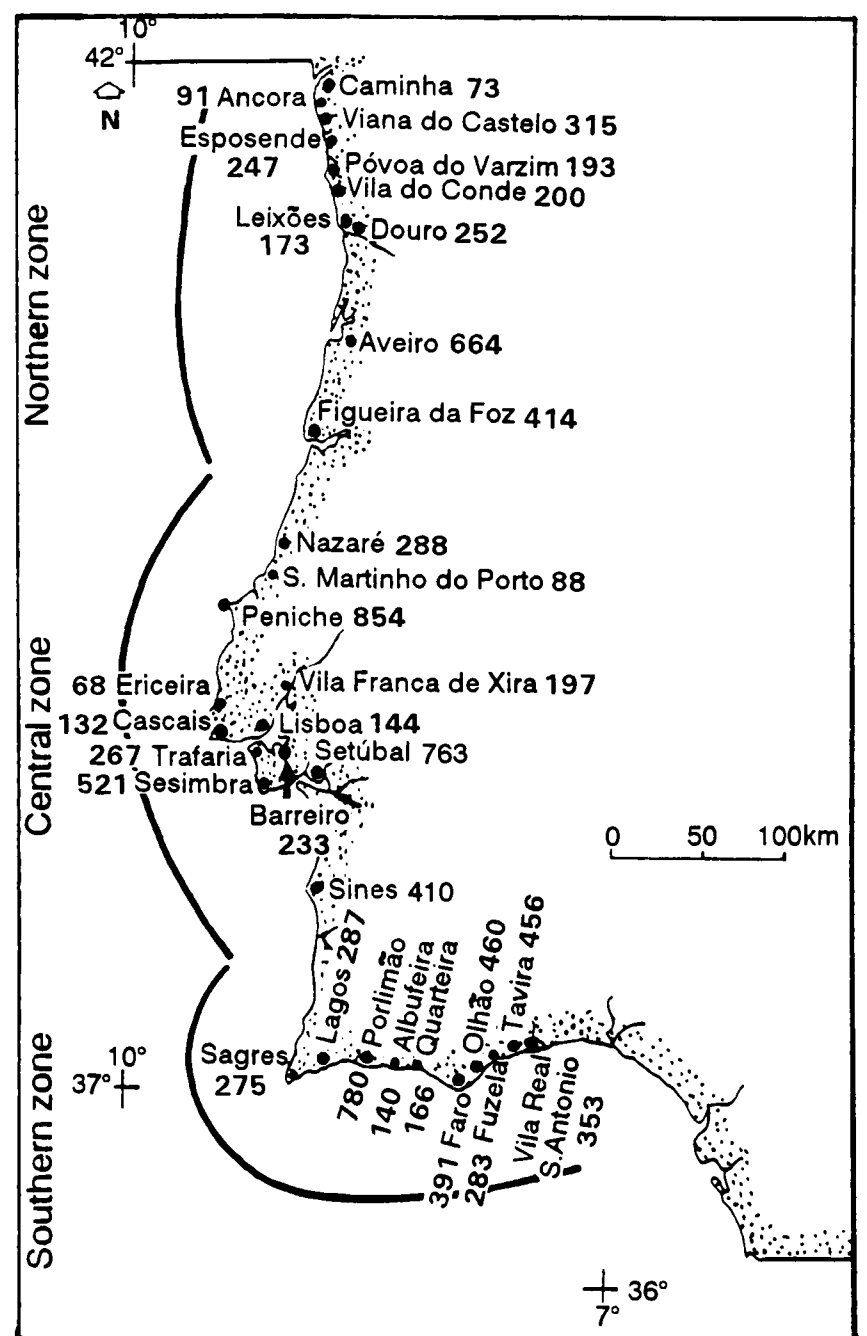 10°
42°
N
Caminha 73
91 Ancora
Viana do Castelo 315
Esposende
247
Póvoa do Varzim 193
Vila do Conde 200
Leixões
173
Douro 252
Northern zone
Aveiro 664
Figueira da Foz 414
Nazaré 288
S. Martinho do Porto 88
Peniche 854
Central zone
68 Ericeira
Vila Franca de Xira 197
132 Cascais
Lisboa 144
267 Trafaria
Setúbal 763
521 Sesimbra
Barreiro
233
0 50 100km
Sines 410
Southern zone
Sagres
275
Lagos 287
Porlimão
780
Albufeira
140
Quarteira
166
391 Faro
Olhão 460
283 Fuzela
Tavira 456
Vila Real
S.Antonio
353
10°
37°
36°
7°